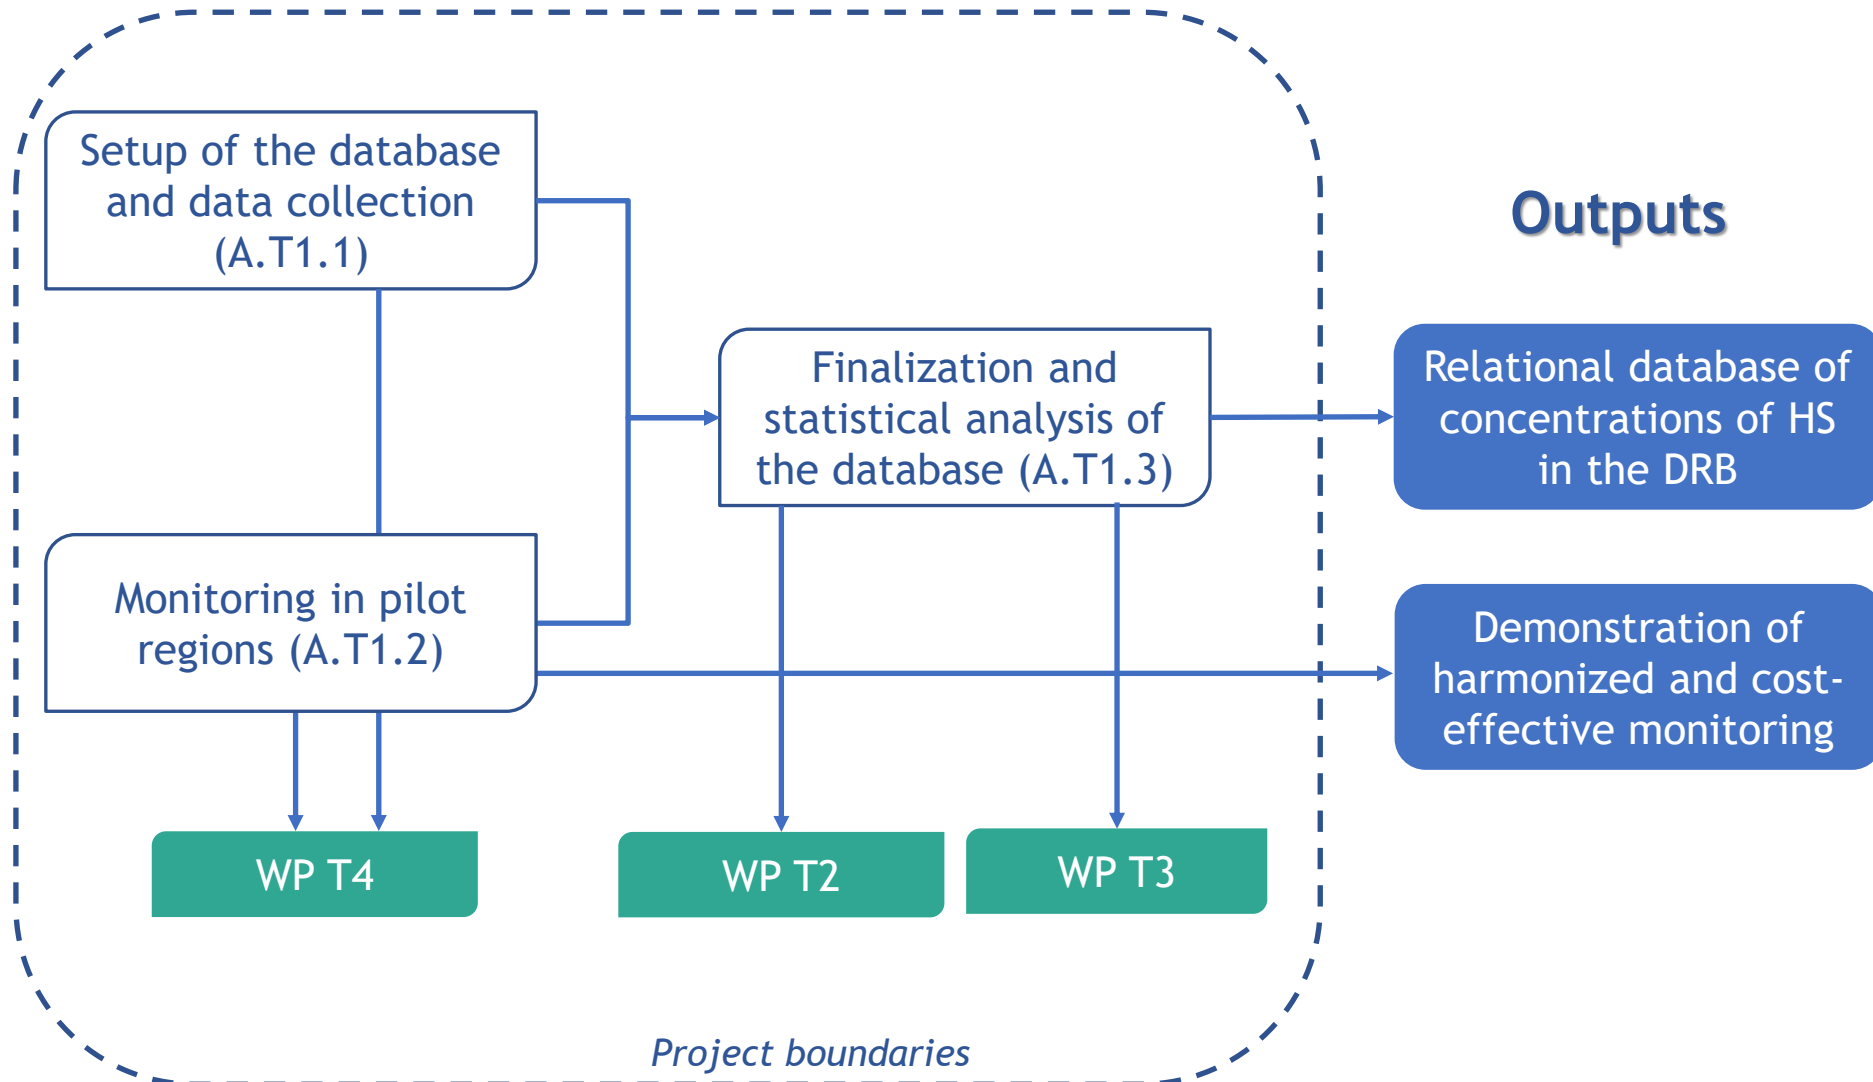 Setup of the database
and data collection
(A.T1.1)
Outputs
Finalization and
statistical analysis of
the database (A.T1.3)
Relational database of
concentrations of HS
in the DRB
Monitoring in pilot
regions (A.T1.2)
Demonstration of
harmonized and cost-
effective monitoring
WP T4
WP T2
WP T3
Project boundaries